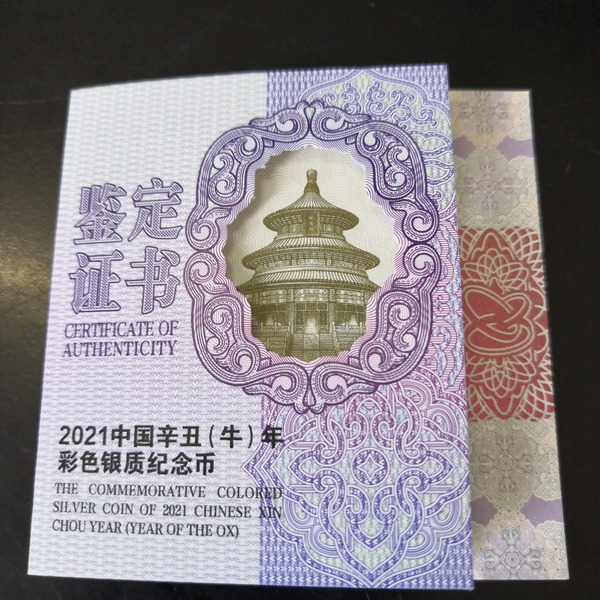 鉴定
证书
CERTIFICATE OF
AUTHENTICITY
2021中国辛丑(牛)年
彩色银质纪念币
THE COMMEMORATIVE COLORED
SILVER COIN OF 2021 CHINESE XIN
CHOU YEAR (YEAR OF THE OX)